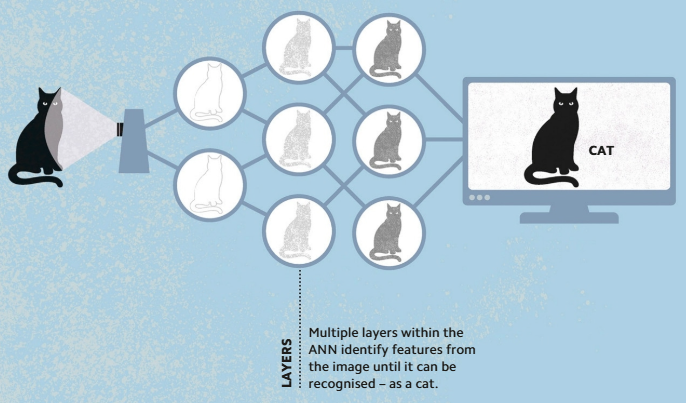 CAT
LAYERS
Multiple layers within the
ANN identify features from
the image until it can be
recognised – as a cat.